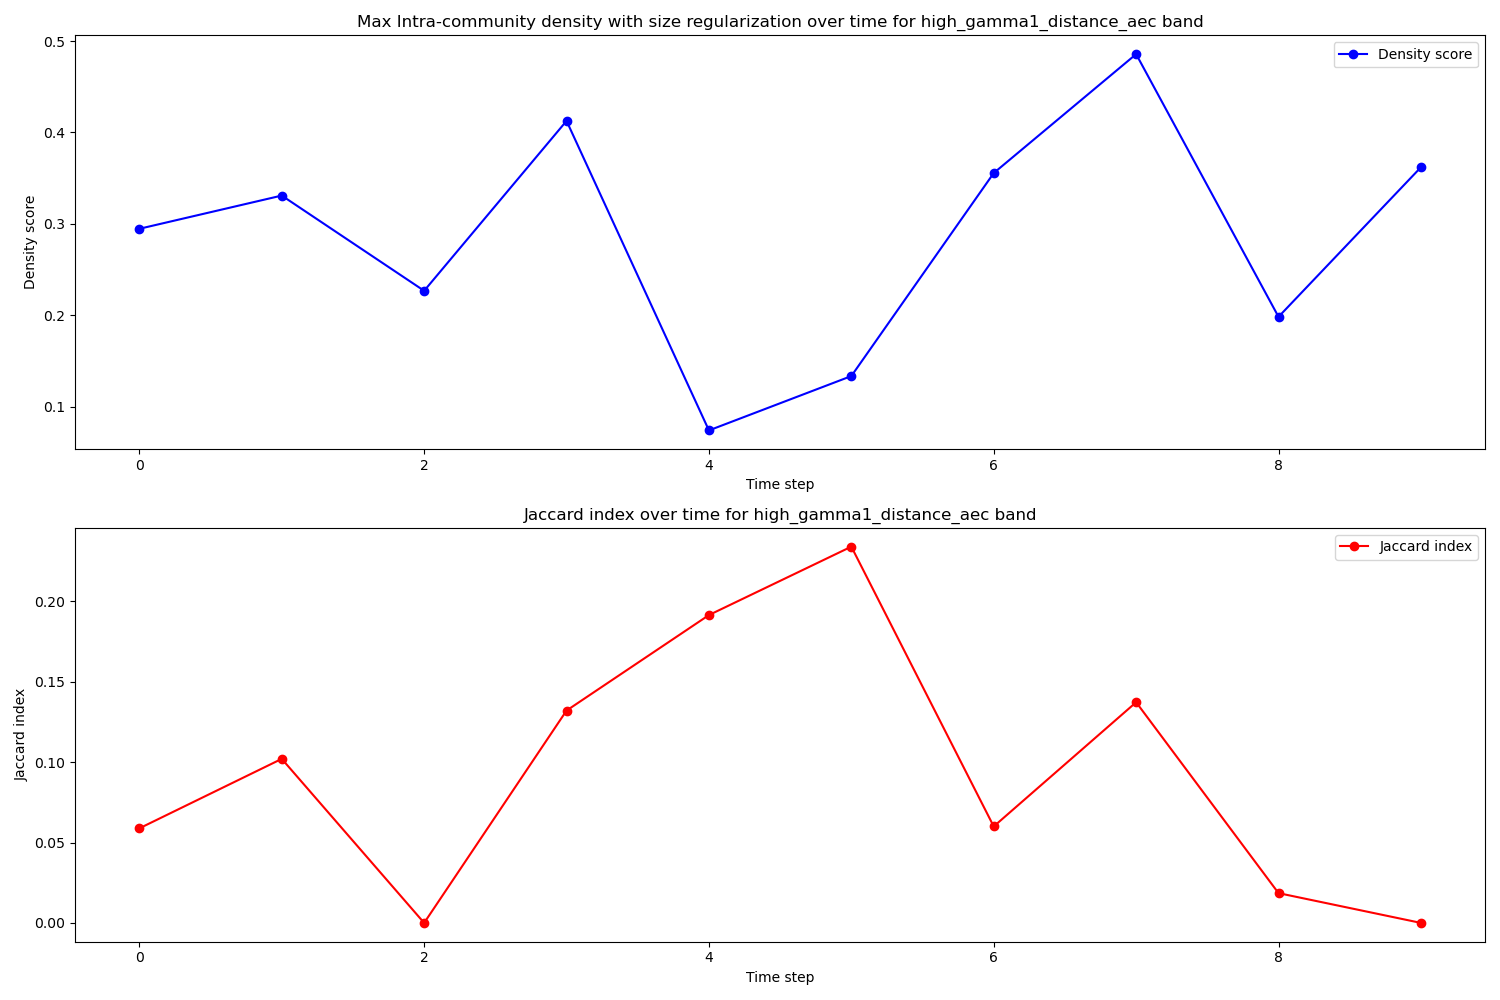 Max Intra-community density with size regularization over time for high_gamma1_distance_aec band
Density score
0.5
0.4
0.3
0.2
0.1
Density score
0
2
4
6
8
Time step
Jaccard index over time for high_gamma1_distance_aec band
Jaccard index
0.20
0.15
0.10
0.05
0.00
Jaccard index
0
2
4
6
8
Time step